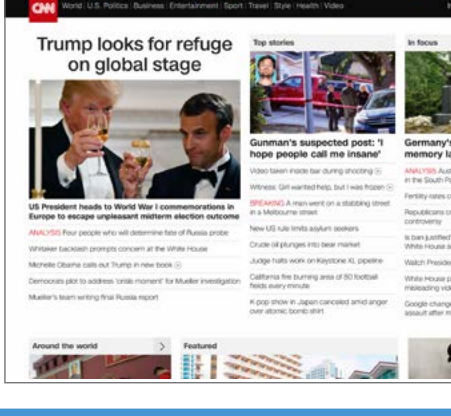 CNN World U.S. Politics Business Entertainment Sport Travel Style Health Video
Trump looks for refuge
on global stage
US President heads to World War I commemorations in
Europe to escape unpleasant midterm election outcome
ANALYSIS Four people who will determine fate of Russia probe
Whitaker backlash prompts concern at the White House
Michelle Obama calls out Trump in new book
Democrats plot to address 'crisis moment' for Mueller investigation
Mueller's team writing final Russia report
Top stories
Gunman's suspected post: 'I
hope people call me insane'
Video taken inside bar during shooting
Witness: Girl wanted help, but I was frozen
BREAKING A man went on a stabbing street
in a Melbourne street
New US rule limits asylum seekers
Crude oil plunges into bear market
Judge halts work on Keystone XL pipeline
California fire burning area of 80 football
fields every minute
K-pop show in Japan canceled amid anger
over atomic bomb shirt
In focus
Germany's
memory la
ANALYSIS Aust
in the South Pa
Fertility rates c
Republicans c
controversy
Is ban justified?
White House a
Watch Preside
White House p
misleading vid
Google change
assault after m
Around the world
Featured